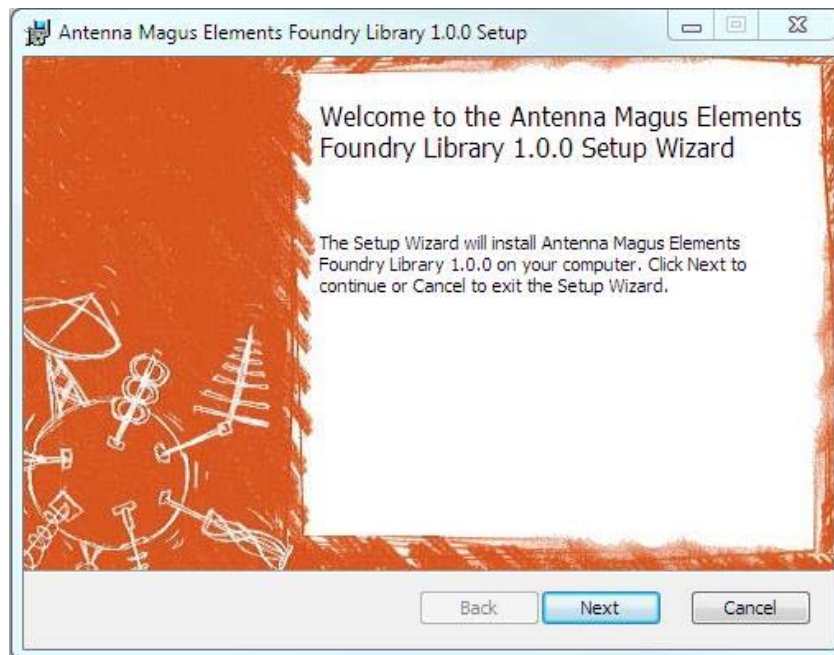 Antenna Magus Elements Foundry Library 1.0.0 Setup
Welcome to the Antenna Magus Elements
Foundry Library 1.0.0 Setup Wizard
The Setup Wizard will install Antenna Magus Elements
Foundry Library 1.0.0 on your computer. Click Next to
continue or Cancel to exit the Setup Wizard.
Back
Next
Cancel